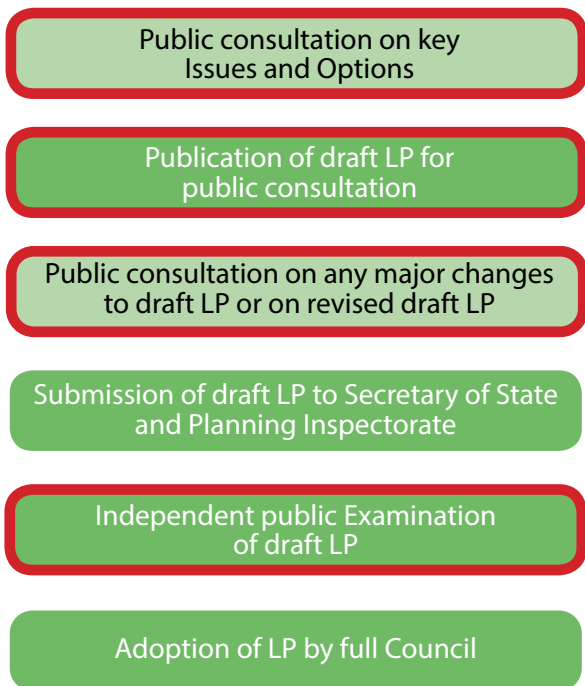 Public consultation on key
Issues and Options
Publication of draft LP for
public consultation
Public consultation on any major changes
to draft LP or on revised draft LP
Submission of draft LP to Secretary of State
and Planning Inspectorate
Independent public Examination
of draft LP
Adoption of LP by full Council